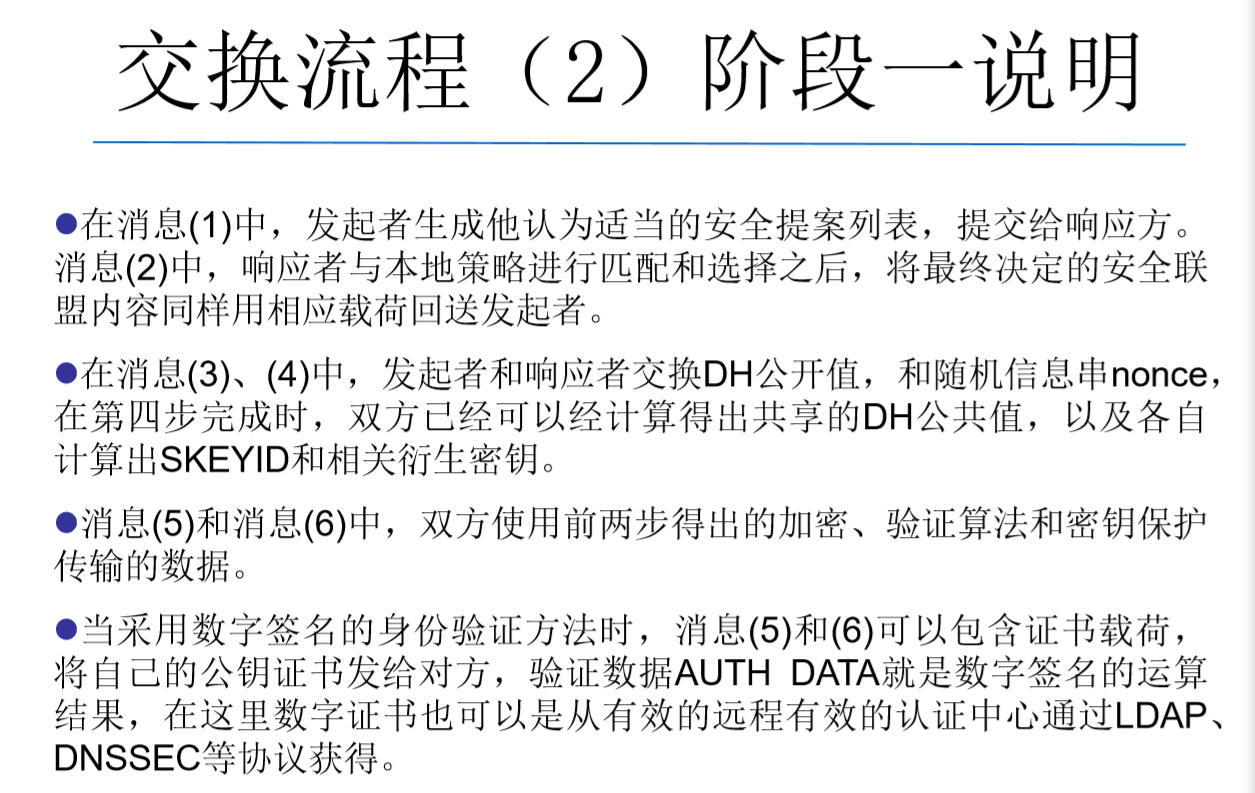 交换流程（2）阶段一说明
●在消息(1)中，发起者生成他认为适当的安全提案列表，提交给响应方。
消息(2)中，响应者与本地策略进行匹配和选择之后，将最终决定的安全联
盟内容同样用相应载荷回送发起者。
●在消息(3)、(4)中，发起者和响应者交换DH公开值，和随机信息串nonce，
在第四步完成时，双方已经可以经计算得出共享的DH公共值，以及各自
计算出SKEYID和相关衍生密钥。
●消息(5)和消息(6)中，双方使用前两步得出的加密、验证算法和密钥保护
传输的数据。
●当采用数字签名的身份验证方法时，消息(5)和(6)可以包含证书载荷，
将自己的公钥证书发给对方，验证数据AUTH DATA就是数字签名的运算
结果，在这里数字证书也可以是从有效的远程有效的认证中心通过LDAP、
DNSSEC等协议获得。